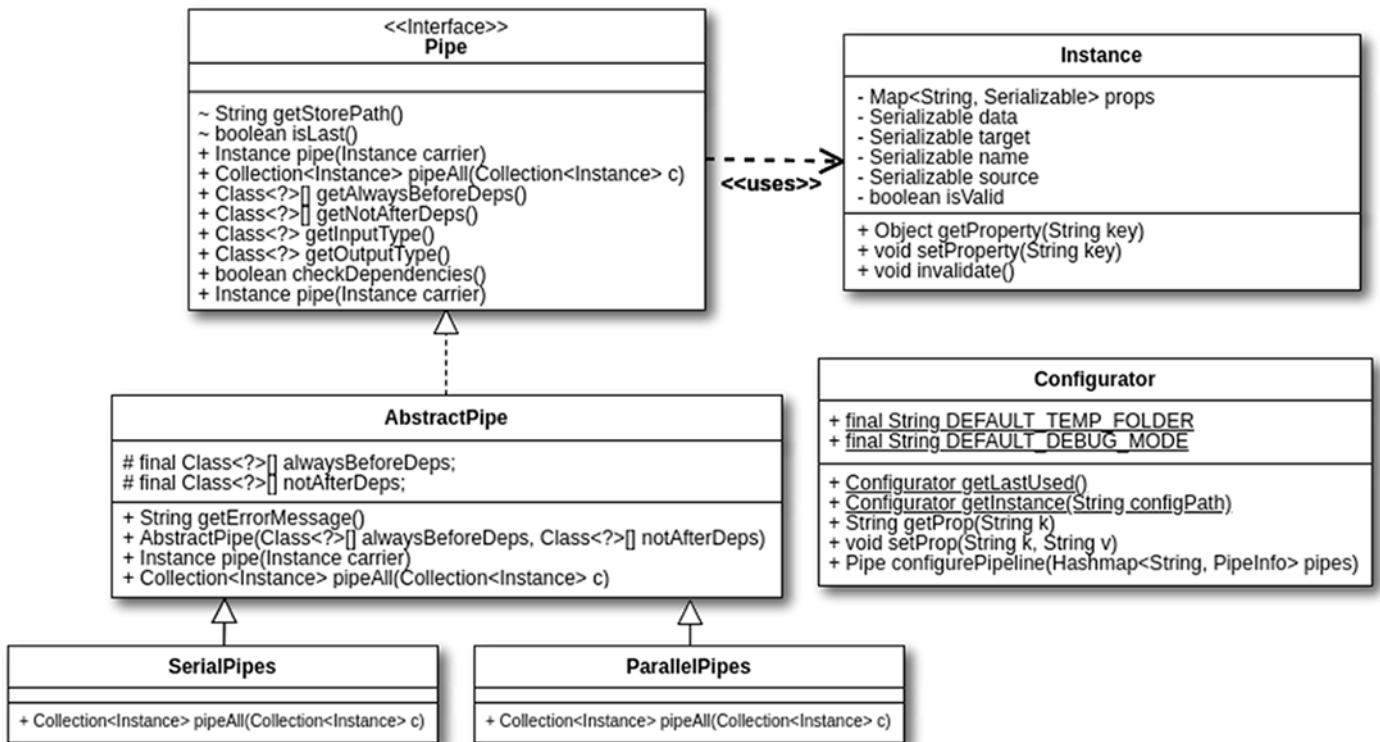 <<Interface>>
Pipe
~ String getStorePath()
~ boolean isLast()
+ Instance pipe(Instance carrier)
+ Collection<Instance> pipeAll(Collection<Instance> c)
+ Class<?>[] getAlwaysBeforeDeps()
+ Class<?>[] getNotAfterDeps()
+ Class<?> getInputType()
+ Class<?> getOutputType()
+ boolean checkDependencies()
+ Instance pipe(Instance carrier)
<<uses>>
Instance
- Map<String, Serializable> props
- Serializable data
- Serializable target
- Serializable name
- Serializable source
- boolean isValid
+ Object getProperty(String key)
+ void setProperty(String key)
+ void invalidate()
AbstractPipe
# final Class<?>[] alwaysBeforeDeps;
# final Class<?>[] notAfterDeps;
+ String getErrorMessage()
+ AbstractPipe(Class<?>[] alwaysBeforeDeps, Class<?>[] notAfterDeps)
+ Instance pipe(Instance carrier)
+ Collection<Instance> pipeAll(Collection<Instance> c)
Configurator
+ final String DEFAULT_TEMP_FOLDER
+ final String DEFAULT_DEBUG_MODE
+ Configurator getLastUsed()
+ Configurator getInstance(String configPath)
+ String getProp(String k)
+ void setProp(String k, String v)
+ Pipe configurePipeline(Hashmap<String, PipeInfo> pipes)
SerialPipes
+ Collection<Instance> pipeAll(Collection<Instance> c)
ParallelPipes
+ Collection<Instance> pipeAll(Collection<Instance> c)